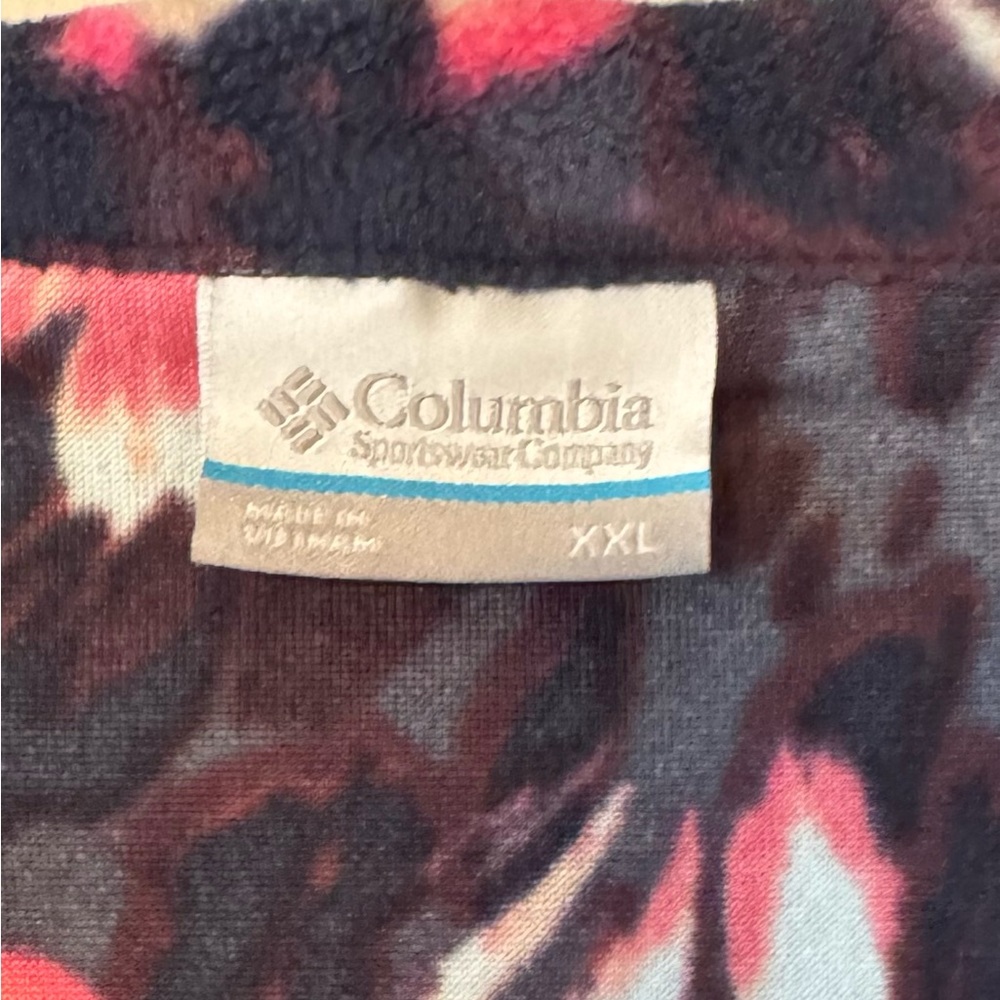 Columbia
Sportswear Company
MADE IN
VIETNAM
XXL